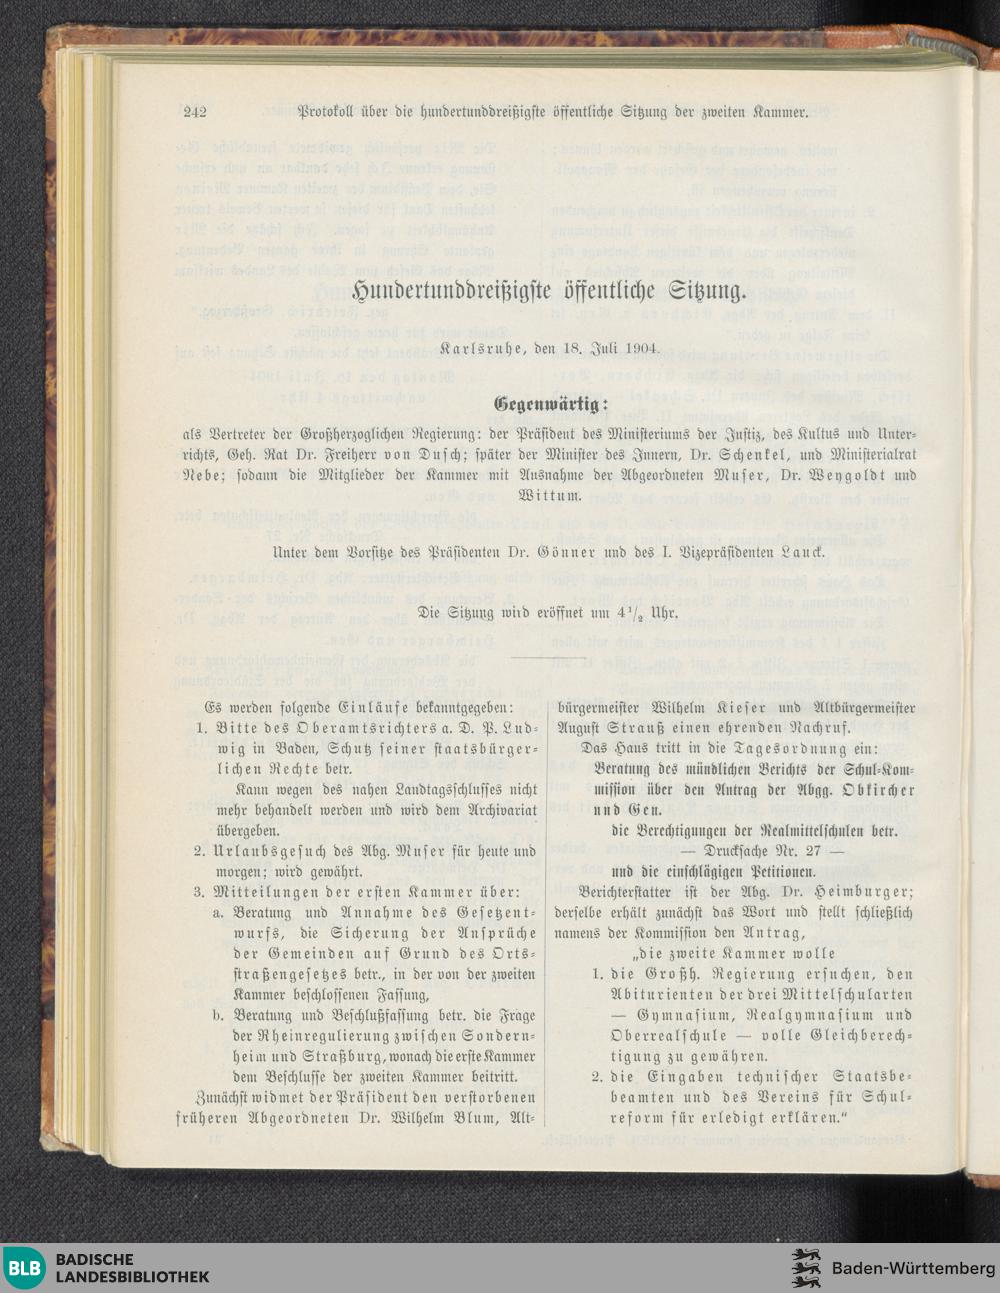 242 Protokoll über die hundertunddreißigste öffentliche Sitzung der zweiten Kammer.
Hundertunddreißigste öffentliche Sitzung.
Karlsruhe, den 18. Juli 1904.
Gegenwärtig:
als Vertreter der Großherzoglichen Regierung: der Präsident des Ministeriums der Justiz, des Kultus und Unter-
richts, Geh. Rat Dr. Freiherr von Dusch; später der Minister des Innern, Dr. Schenkel, und Ministerialrat
Nebe; sodann die Mitglieder der Kammer mit Ausnahme der Abgeordneten Muser, Dr. Weygoldt und
Wittum.
Unter dem Vorsitze des Präsidenten Dr. Gönner und des I. Vizepräsidenten Lauck.
Die Sitzung wird eröffnet um 4 1/2 Uhr.
Es werden folgende Einläufe bekanntgegeben:
1. Bitte des Oberamtsrichters a. D. P. Lud-
wig in Baden, Schutz seiner staatsbürger-
lichen Rechte betr.
Kann wegen des nahen Landtagsschlusses nicht
mehr behandelt werden und wird dem Archivariat
übergeben.
2. Urlaubsgesuch des Abg. Muser für heute und
morgen; wird gewährt.
3. Mitteilungen der ersten Kammer über:
a. Beratung und Annahme des Gesetzent-
wurfs, die Sicherung der Ansprüche
der Gemeinden auf Grund des Orts-
straßengesetzes betr., in der von der zweiten
Kammer beschlossenen Fassung,
b. Beratung und Beschlußfassung betr. die Frage
der Rheinregulierung zwischen Sondern-
heim und Straßburg, wonach die erste Kammer
dem Beschlusse der zweiten Kammer beitritt.
Zunächst widmet der Präsident den verstorbenen
früheren Abgeordneten Dr. Wilhelm Blum, Alt-
bürgermeister Wilhelm Kieser und Altbürgermeister
August Strauß einen ehrenden Nachruf.
Das Haus tritt in die Tagesordnung ein:
Beratung des mündlichen Berichts der Schul-Kom-
mission über den Antrag der Abgg. Obkircher
und Gen.
die Berechtigungen der Realmittelschulen betr.
— Drucksache Nr. 27 —
und die einschlägigen Petitionen.
Berichterstatter ist der Abg. Dr. Heimburger;
derselbe erhält zunächst das Wort und stellt schließlich
namens der Kommission den Antrag,
„die zweite Kammer wolle
1. die Großh. Regierung ersuchen, den
Abiturienten der drei Mittelschularten
— Gymnasium, Realgymnasium und
Oberrealschule — volle Gleichberech-
tigung zu gewähren.
2. die Eingaben technischer Staatsbe-
beamten und des Vereins für Schul-
reform für erledigt erklären.“
BLB BADISCHE
LANDESBIBLIOTHEK
Baden-Württemberg